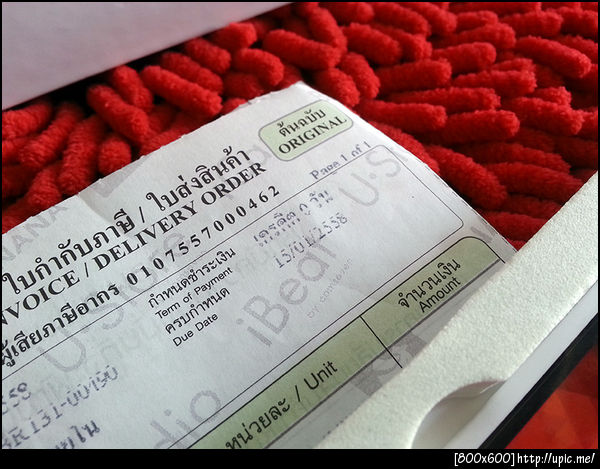 ต้นฉบับ
ORIGINAL
ใบกำกับภาษี / ใบส่งสินค้า
NVOICE / DELIVERY ORDER
Page 1 of 1
ผู้เสียภาษีอากร 0107557000462
กำหนดชำระเงิน เครดิต 0 วัน
Term of Payment
ครบกำหนด 15/01/2558
Due Date
iBeat
U·S
558
BR131-00490
หน่วยละ / Unit
จำนวนเงิน
Amount
[800x600]http://upic.me/